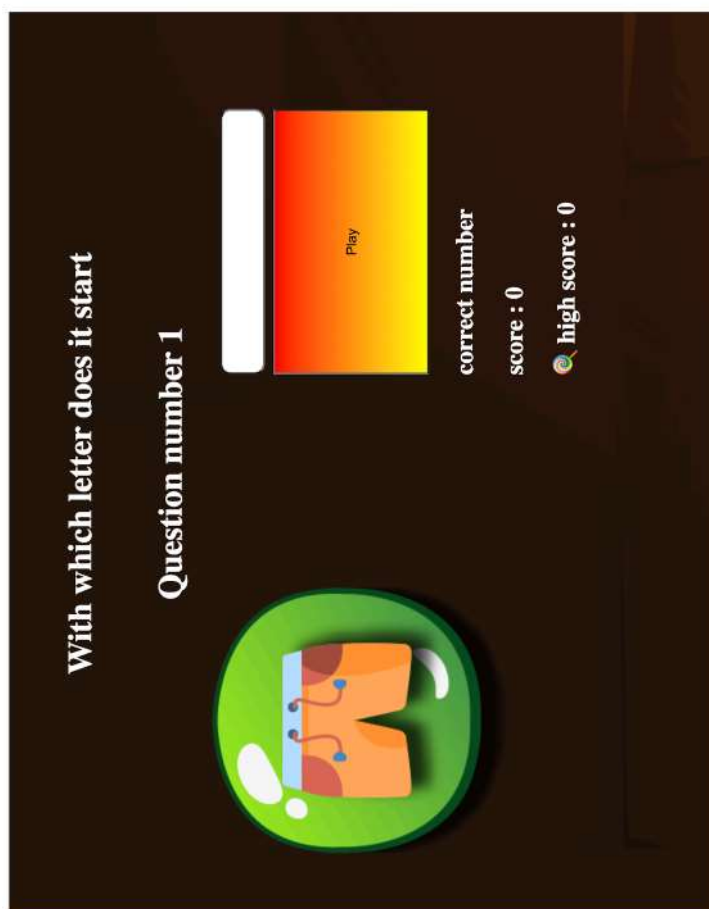 With which letter does it start
Question number 1
Play
correct number
score : 0
high score : 0